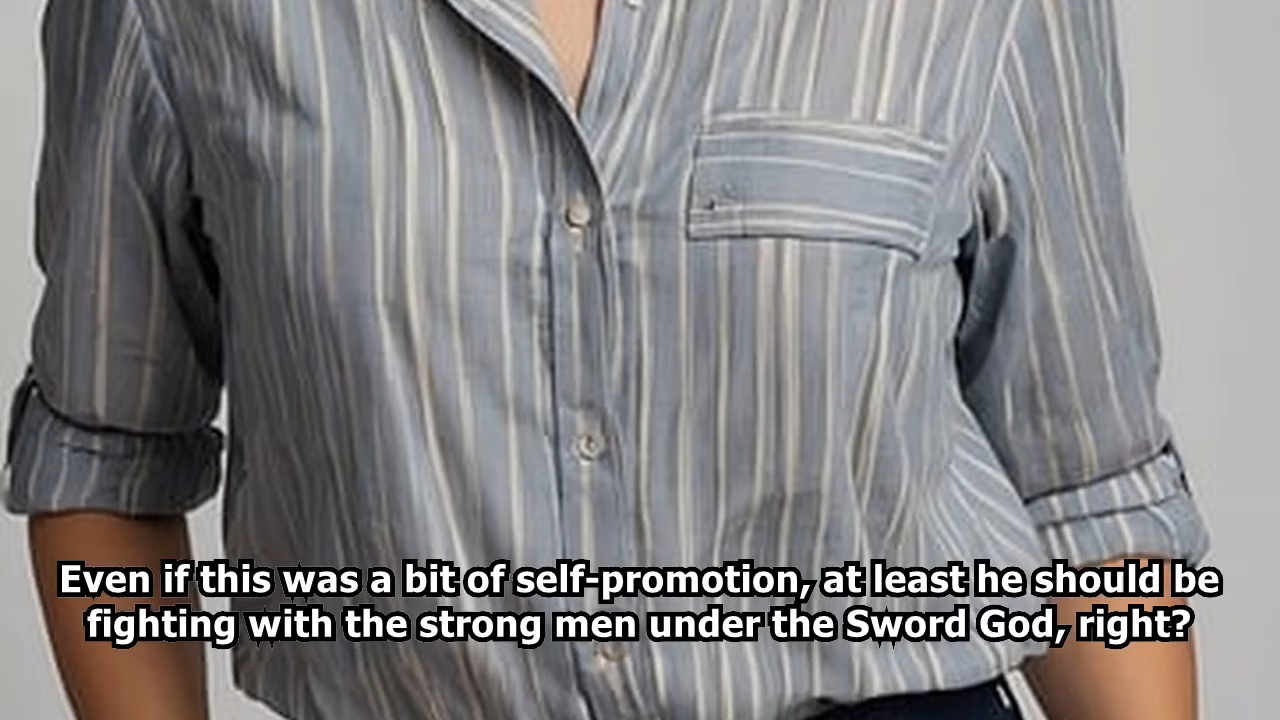 Even if this was a bit of self-promotion, at least he should be
fighting with the strong men under the Sword God, right?